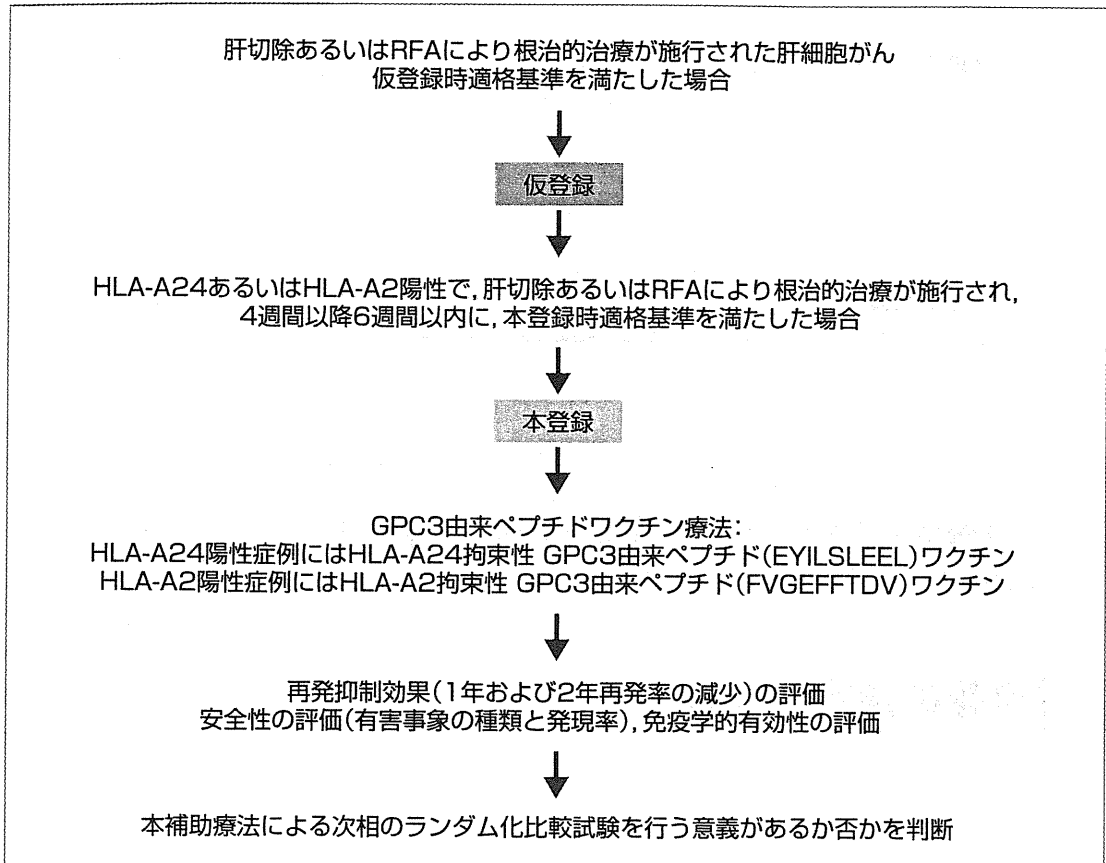 肝切除あるいはRFAにより根治的治療が施行された肝細胞がん
仮登録時適格基準を満たした場合
仮登録
HLA-A24あるいはHLA-A2陽性で,肝切除あるいはRFAにより根治的治療が施行され,
4週間以降6週間以内に,本登録時適格基準を満たした場合
本登録
GPC3由来ペプチドワクチン療法:
HLA-A24陽性症例にはHLA-A24拘束性 GPC3由来ペプチド(EYILSLEEL)ワクチン
HLA-A2陽性症例にはHLA-A2拘束性 GPC3由来ペプチド(FVGEFFTDV)ワクチン
再発抑制効果(1年および2年再発率の減少)の評価
安全性の評価(有害事象の種類と発現率),免疫学的有効性の評価
本補助療法による次相のランダム化比較試験を行う意義があるか否かを判断